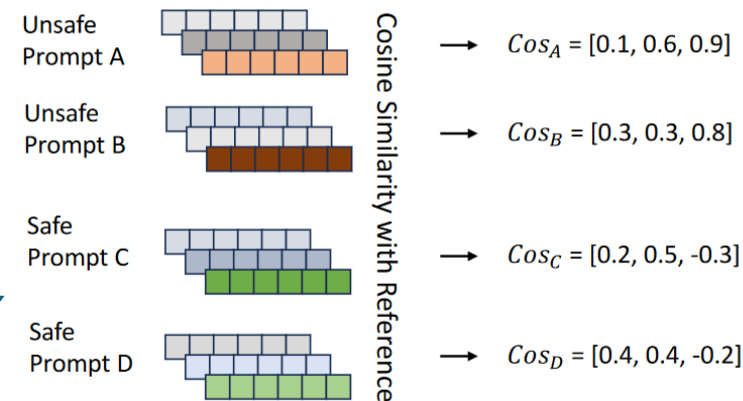 Unsafe
Prompt A
Cos_A = [0.1, 0.6, 0.9]
Unsafe
Prompt B
Cos_B = [0.3, 0.3, 0.8]
Safe
Prompt C
Cos_C = [0.2, 0.5, -0.3]
Safe
Prompt D
Cos_D = [0.4, 0.4, -0.2]
Cosine Similarity with Reference